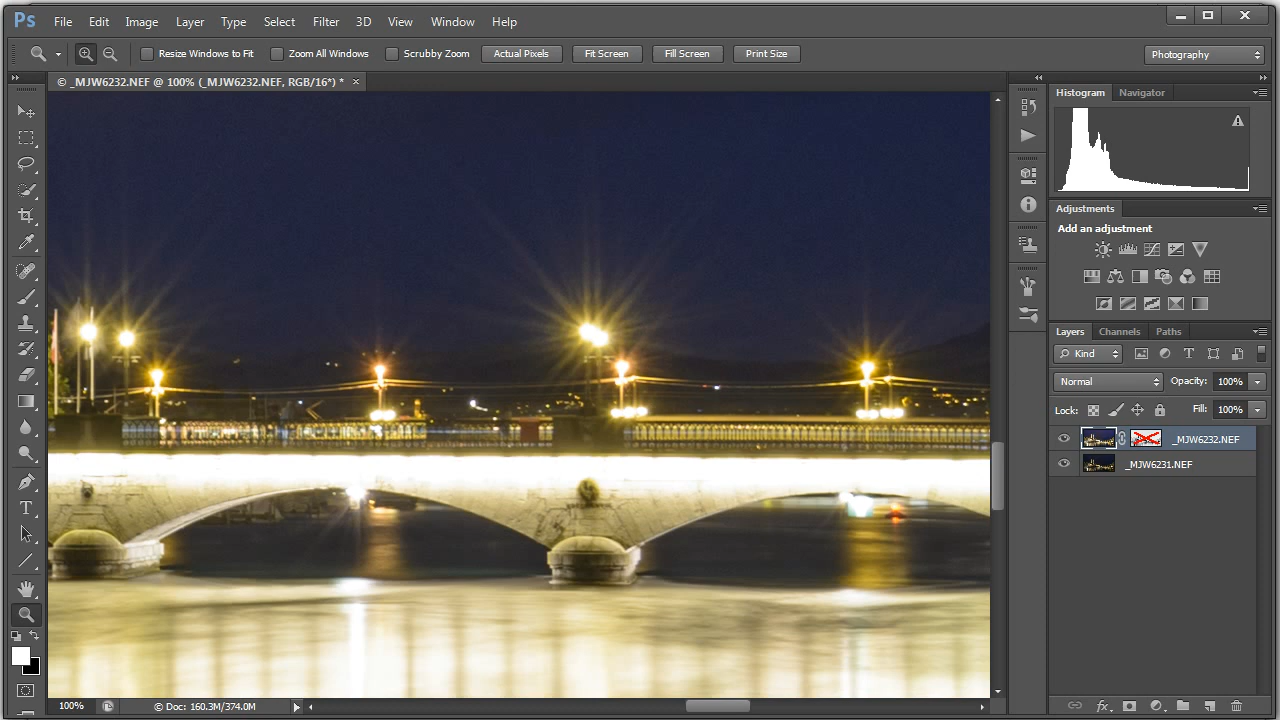 Ps File Edit Image Layer Type Select Filter 3D View Window Help
Resize Windows to Fit Zoom All Windows Scrubby Zoom Actual Pixels Fit Screen Fill Screen Print Size Photography
© _MJW6232.NEF @ 100% (_MJW6232.NEF, RGB/16*) * ×
Histogram Navigator
Adjustments
Add an adjustment
Layers Channels Paths
Kind
Normal Opacity: 100%
Lock: Fill: 100%
_MJW6232.NEF
_MJW6231.NEF
100% © Doc: 160.3M/374.0M